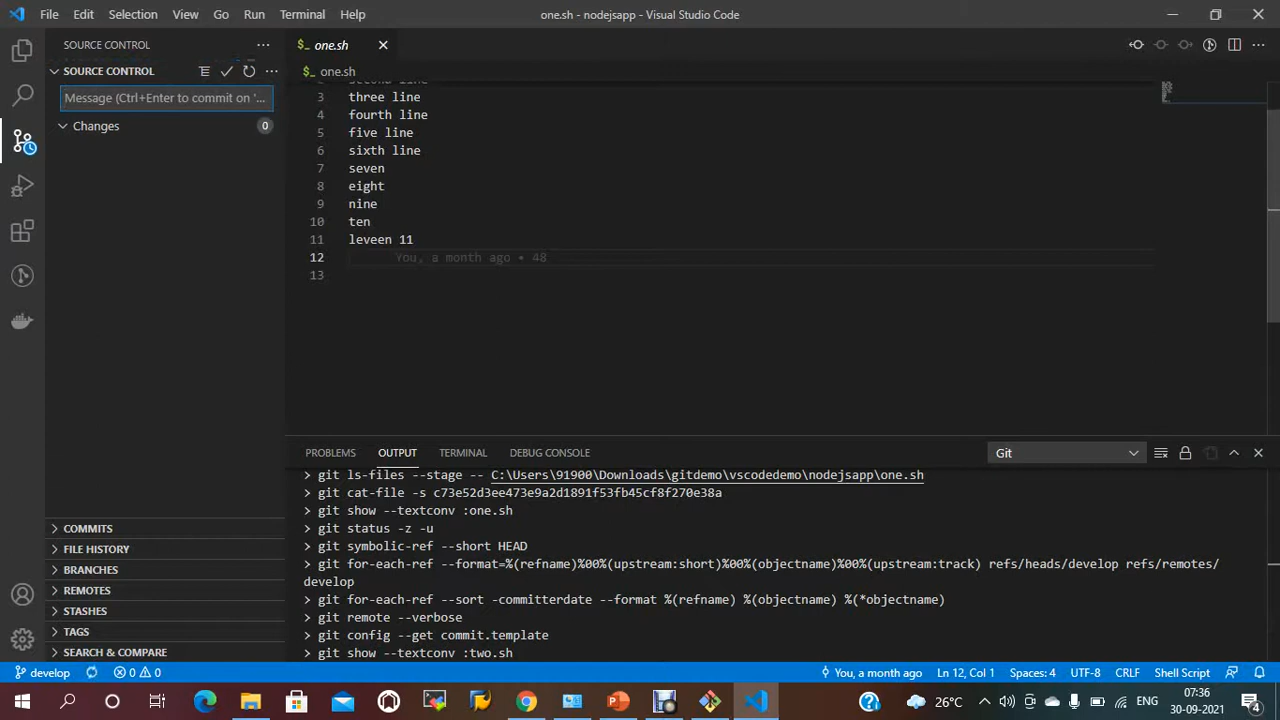 File Edit Selection View Go Run Terminal Help one.sh - nodejsapp - Visual Studio Code
SOURCE CONTROL
$_ one.sh
SOURCE CONTROL
$_ one.sh
Message (Ctrl+Enter to commit on '...
Changes 0
second line
3 three line
4 fourth line
5 five line
6 sixth line
7 seven
8 eight
9 nine
10 ten
11 leveen 11
12 You, a month ago • 48
13
PROBLEMS OUTPUT TERMINAL DEBUG CONSOLE Git
> git ls-files --stage -- C:\Users\91900\Downloads\gitdemo\vscodedemo\nodejsapp\one.sh
> git cat-file -s c73e52d3ee473e9a2d1891f53fb45cf8f270e38a
> git show --textconv :one.sh
> git status -z -u
> git symbolic-ref --short HEAD
> git for-each-ref --format=%(refname)%00%(upstream:short)%00%(objectname)%00%(upstream:track) refs/heads/develop refs/remotes/
develop
> git for-each-ref --sort -committerdate --format %(refname) %(objectname) %(*objectname)
> git remote --verbose
> git config --get commit.template
> git show --textconv :two.sh
COMMITS
FILE HISTORY
BRANCHES
REMOTES
STASHES
TAGS
SEARCH & COMPARE
develop 0 0 You, a month ago Ln 12, Col 1 Spaces: 4 UTF-8 CRLF Shell Script
26°C ENG 07:36
30-09-2021 4